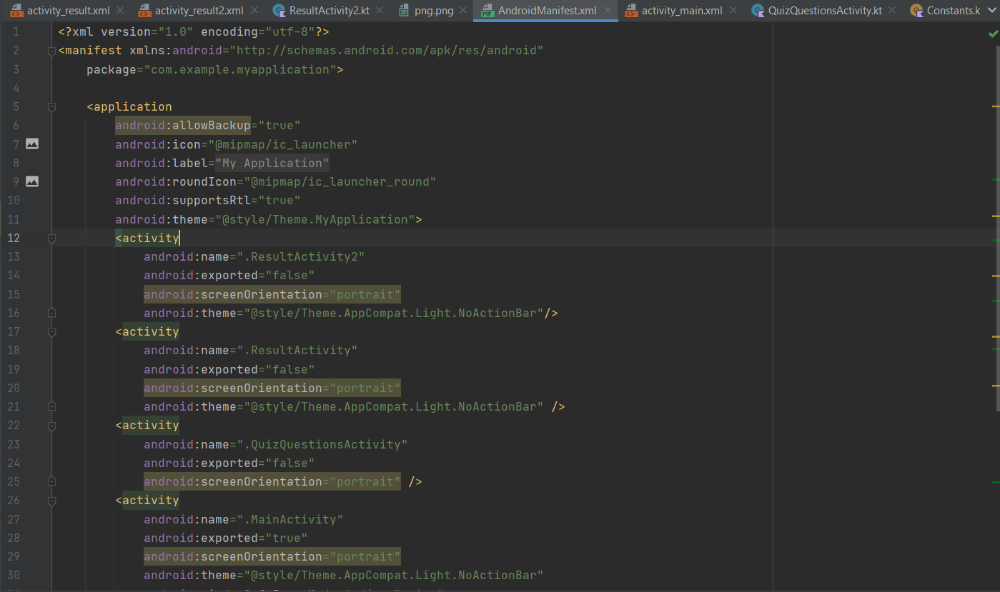 activity_result.xml activity_result2.xml ResultActivity2.kt png.png AndroidManifest.xml activity_main.xml QuizQuestionsActivity.kt Constants.k
1 <?xml version="1.0" encoding="utf-8"?>
2 <manifest xmlns:android="http://schemas.android.com/apk/res/android"
3 package="com.example.myapplication">
4
5 <application
6 android:allowBackup="true"
7 android:icon="@mipmap/ic_launcher"
8 android:label="My Application"
9 android:roundIcon="@mipmap/ic_launcher_round"
10 android:supportsRtl="true"
11 android:theme="@style/Theme.MyApplication">
12 <activity
13 android:name=".ResultActivity2"
14 android:exported="false"
15 android:screenOrientation="portrait"
16 android:theme="@style/Theme.AppCompat.Light.NoActionBar"/>
17 <activity
18 android:name=".ResultActivity"
19 android:exported="false"
20 android:screenOrientation="portrait"
21 android:theme="@style/Theme.AppCompat.Light.NoActionBar" />
22 <activity
23 android:name=".QuizQuestionsActivity"
24 android:exported="false"
25 android:screenOrientation="portrait" />
26 <activity
27 android:name=".MainActivity"
28 android:exported="true"
29 android:screenOrientation="portrait"
30 android:theme="@style/Theme.AppCompat.Light.NoActionBar"